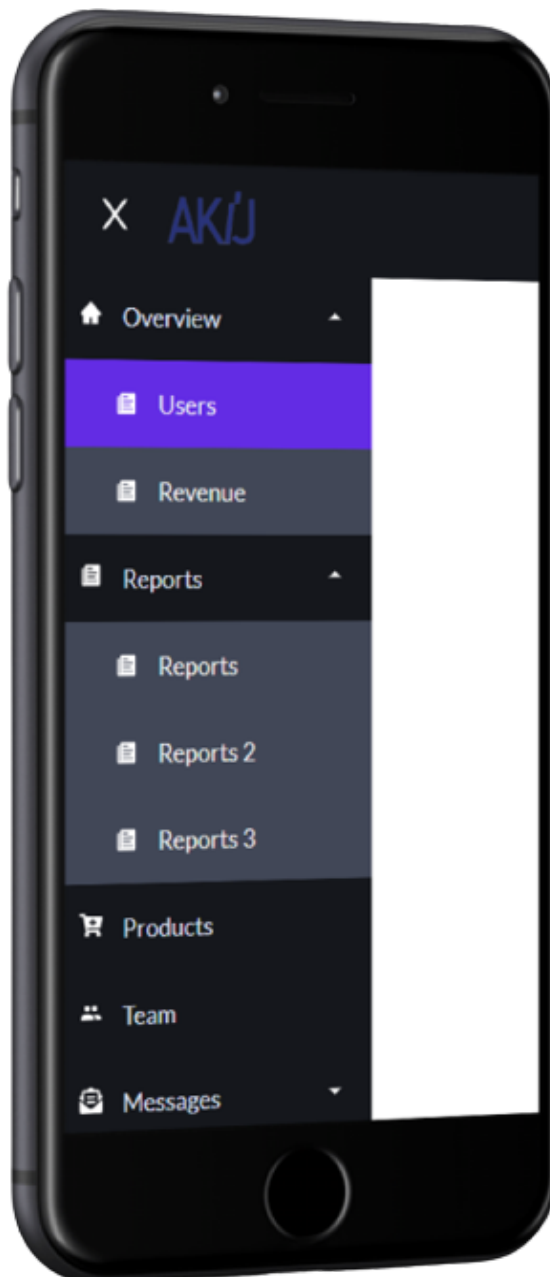 X AKIJ
Overview
Users
Revenue
Reports
Reports
Reports 2
Reports 3
Products
Team
Messages